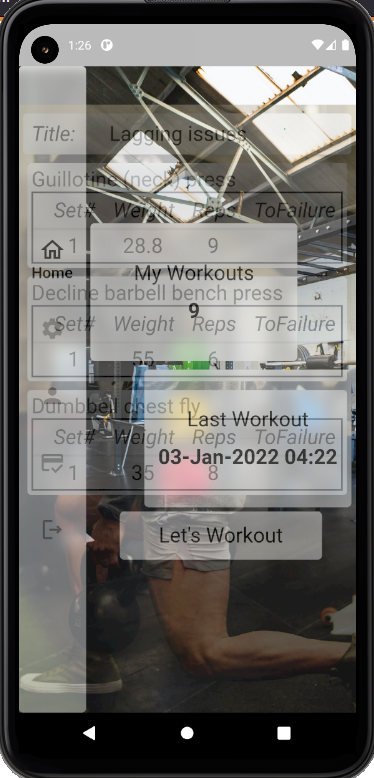 1:26
Title: Lagging issues
Guillotine (neck) press
Set# Weight Reps ToFailure
1 28.8 9
Home
My Workouts
9
Decline barbell bench press
Set# Weight Reps ToFailure
1 55 6
Dumbbell chest fly
Last Workout
Set# Weight Reps ToFailure
03-Jan-2022 04:22
1 35 8
Let's Workout